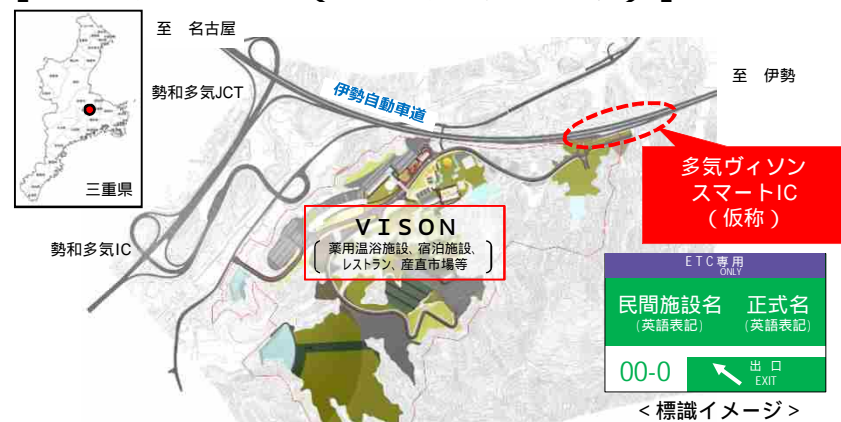 至 名古屋
勢和多気JCT
伊勢自動車道
至 伊勢
三重県
多気ヴィソン
スマートIC
(仮称)
VISON
薬用温浴施設、宿泊施設、
レストラン、産直市場等
勢和多気IC
ETC専用
ONLY
民間施設名 正式名
(英語表記) (英語表記)
00-0 出口
EXIT
<標識イメージ>